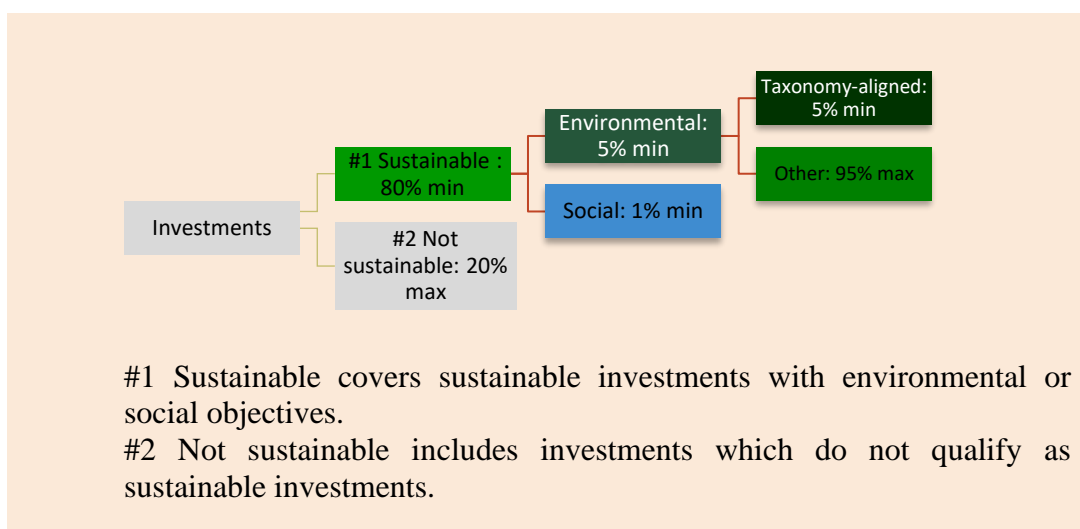 Taxonomy-aligned:
5% min
Environmental:
5% min
#1 Sustainable :
80% min
Other: 95% max
Social: 1% min
Investments
#2 Not
sustainable: 20%
max
#1 Sustainable covers sustainable investments with environmental or
social objectives.
#2 Not sustainable includes investments which do not qualify as
sustainable investments.